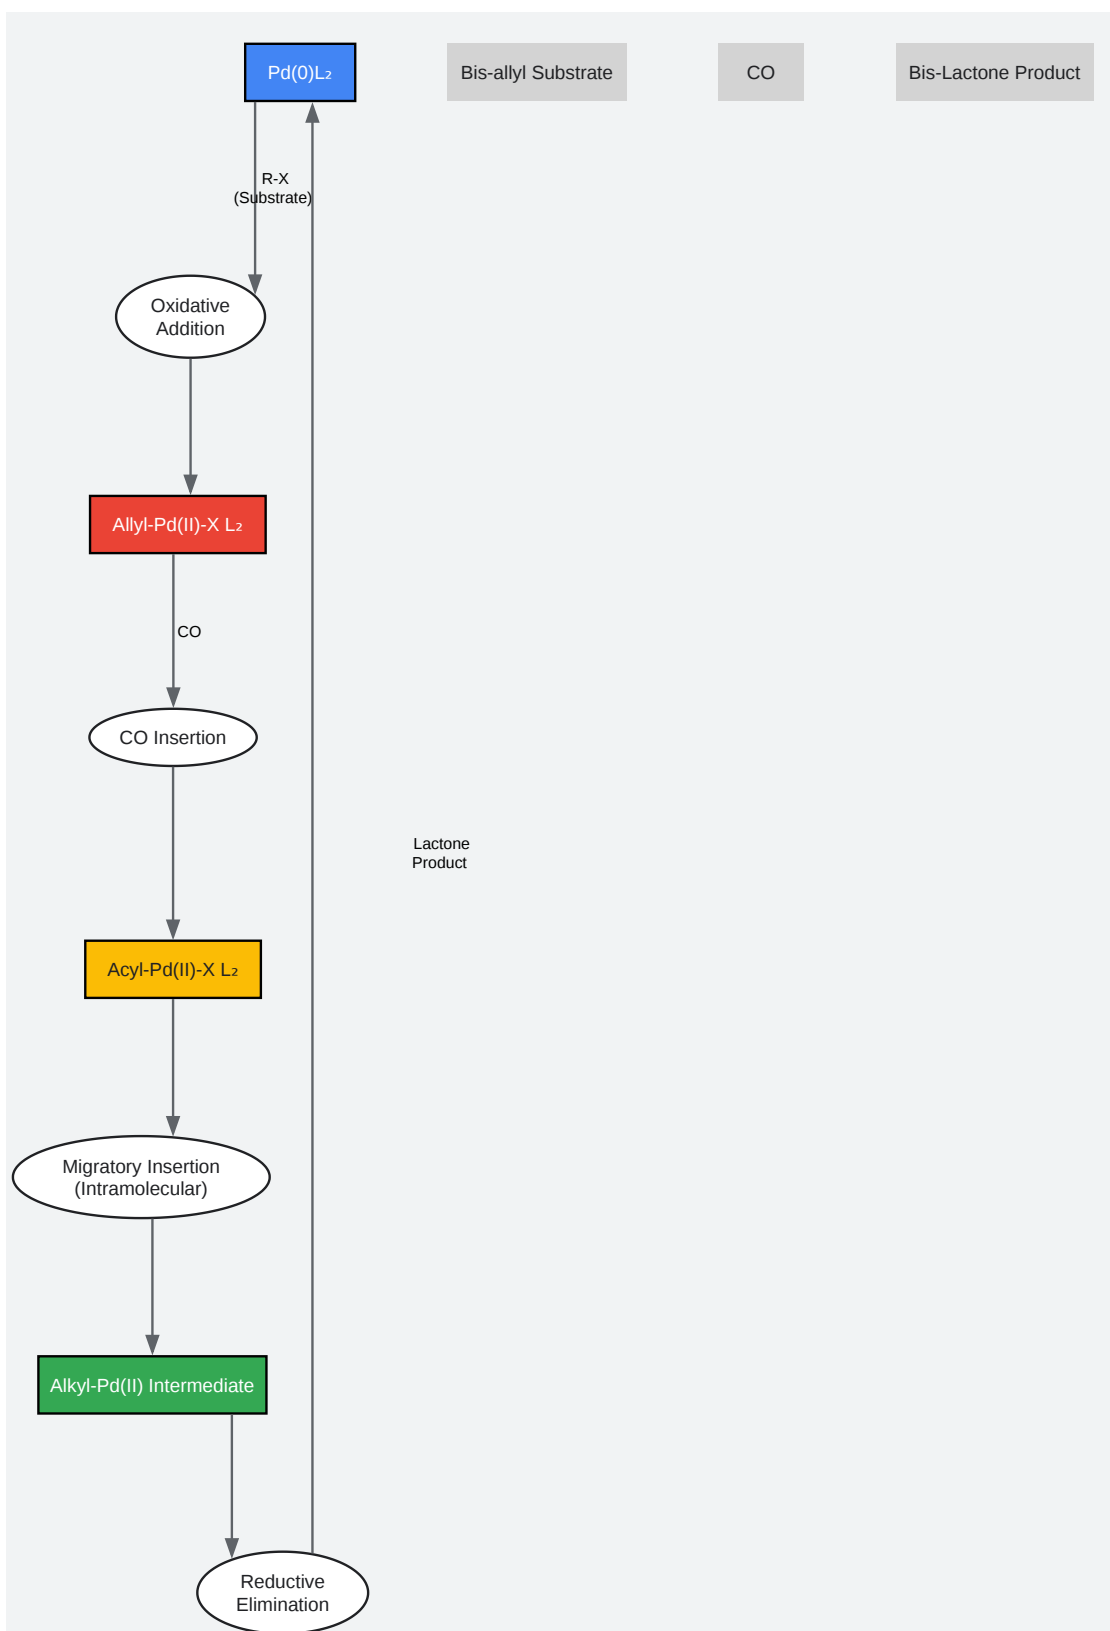 Pd(0)L₂
Bis-allyl Substrate
CO
Bis-Lactone Product
R-X
(Substrate)
Oxidative
Addition
Allyl-Pd(II)-X L₂
CO
CO Insertion
Lactone
Product
Acyl-Pd(II)-X L₂
Migratory Insertion
(Intramolecular)
Alkyl-Pd(II) Intermediate
Reductive
Elimination